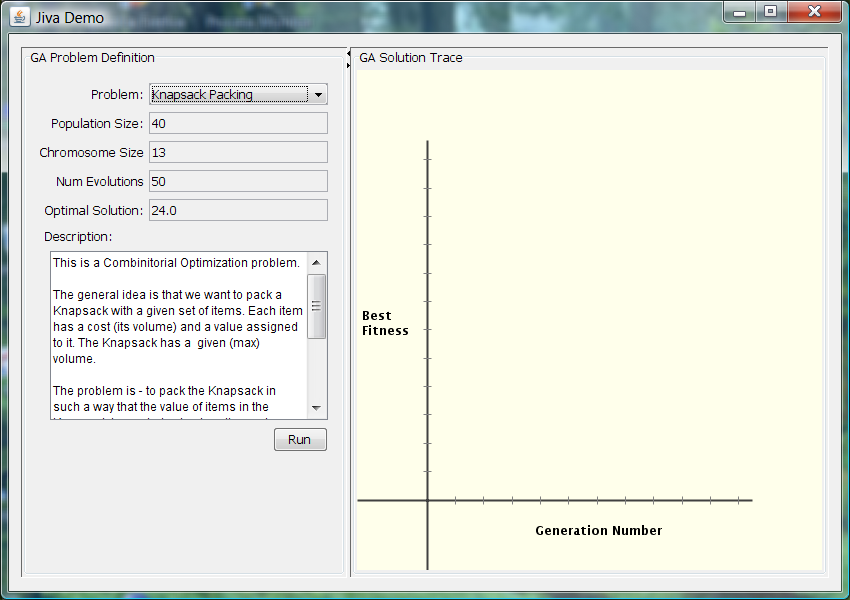 Jiva Demo
GA Problem Definition
Problem: Knapsack Packing
Population Size: 40
Chromosome Size 13
Num Evolutions 50
Optimal Solution: 24.0
Description:
This is a Combinitorial Optimization problem.
The general idea is that we want to pack a
Knapsack with a given set of items. Each item
has a cost (its volume) and a value assigned
to it. The Knapsack has a given (max)
volume.
The problem is - to pack the Knapsack in
such a way that the value of items in the
Run
GA Solution Trace
Best
Fitness
Generation Number